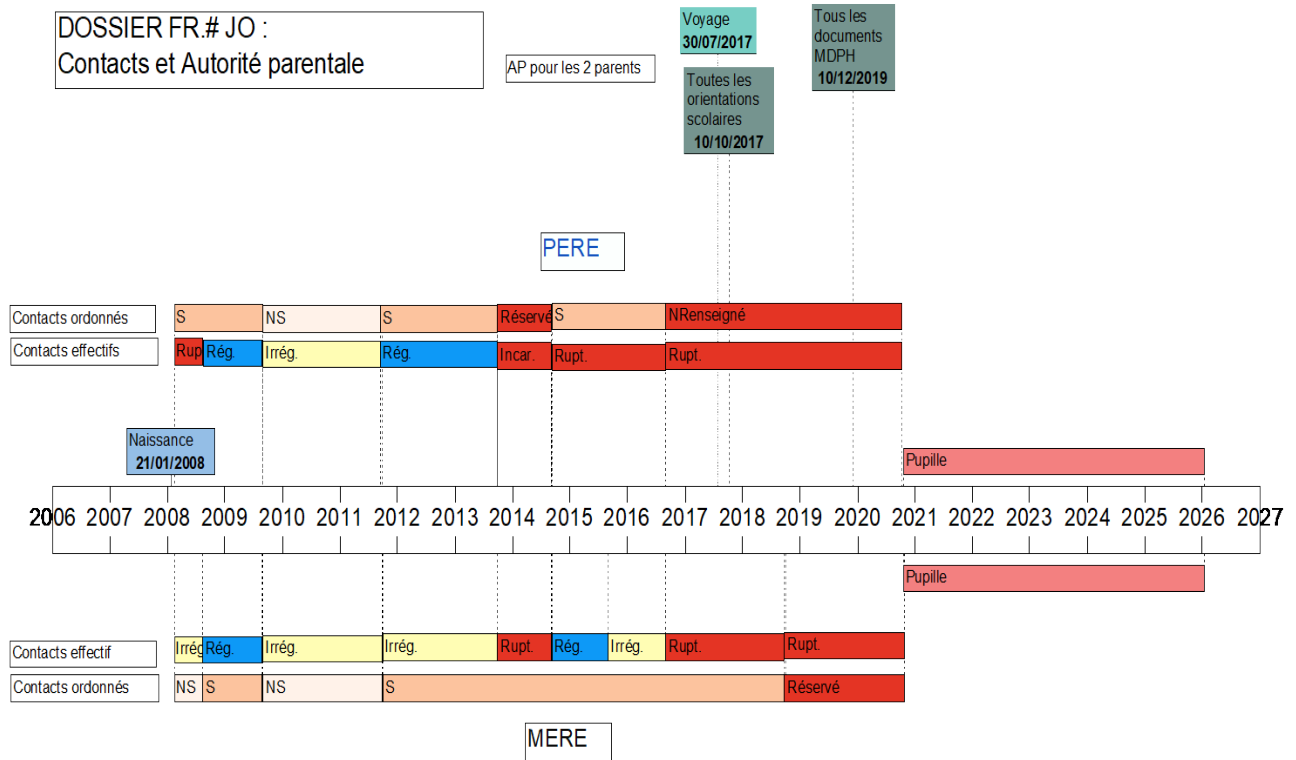 DOSSIER FR.# JO :
Contacts et Autorité parentale
AP pour les 2 parents
Voyage
30/07/2017
Toutes les
orientations
scolaires
10/10/2017
Tous les
documents
MDPH
10/12/2019
PERE
Contacts ordonnés
S
NS
S
Réservé
S
NRenseigné
Contacts effectifs
Rup
Rég.
Irrég.
Rég.
Incar.
Rupt.
Rupt.
Naissance
21/01/2008
Pupille
2006 2007 2008 2009 2010 2011 2012 2013 2014 2015 2016 2017 2018 2019 2020 2021 2022 2023 2024 2025 2026 2027
Pupille
Contacts effectif
Irrég
Rég.
Irrég.
Irrég.
Rupt.
Rég.
Irrég.
Rupt.
Rupt.
Contacts ordonnés
NS
S
NS
S
Réservé
MERE